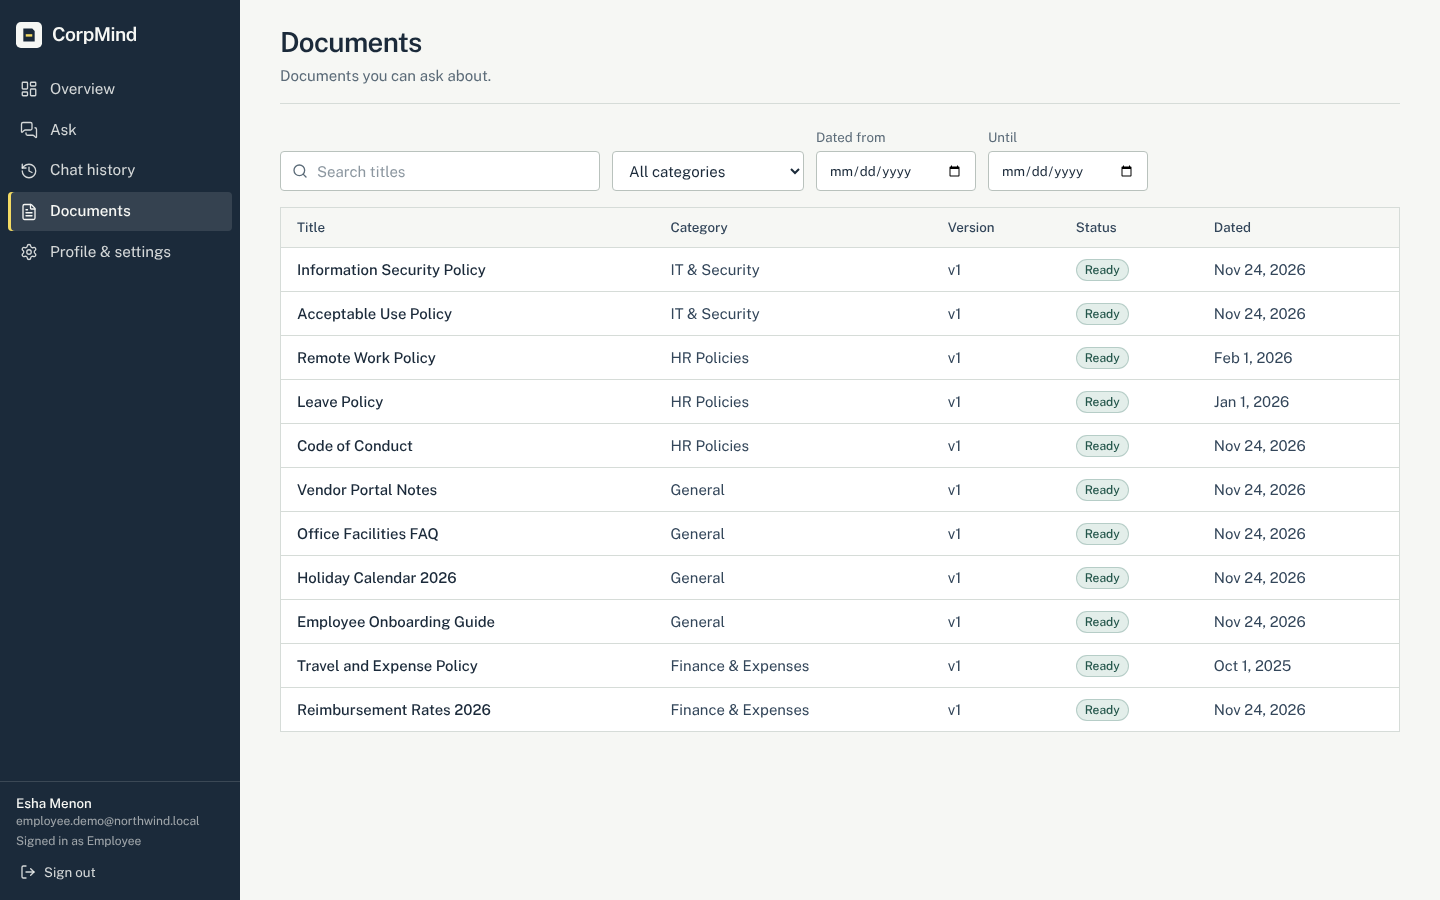 CorpMind
Overview
Ask
Chat history
Documents
Profile & settings
Esha Menon
employee.demo@northwind.local
Signed in as Employee
Sign out
Documents
Documents you can ask about.
Dated from Until
Search titles All categories mm/dd/yyyy mm/dd/yyyy
Title Category Version Status Dated
Information Security Policy IT & Security v1 Ready Nov 24, 2026
Acceptable Use Policy IT & Security v1 Ready Nov 24, 2026
Remote Work Policy HR Policies v1 Ready Feb 1, 2026
Leave Policy HR Policies v1 Ready Jan 1, 2026
Code of Conduct HR Policies v1 Ready Nov 24, 2026
Vendor Portal Notes General v1 Ready Nov 24, 2026
Office Facilities FAQ General v1 Ready Nov 24, 2026
Holiday Calendar 2026 General v1 Ready Nov 24, 2026
Employee Onboarding Guide General v1 Ready Nov 24, 2026
Travel and Expense Policy Finance & Expenses v1 Ready Oct 1, 2025
Reimbursement Rates 2026 Finance & Expenses v1 Ready Nov 24, 2026